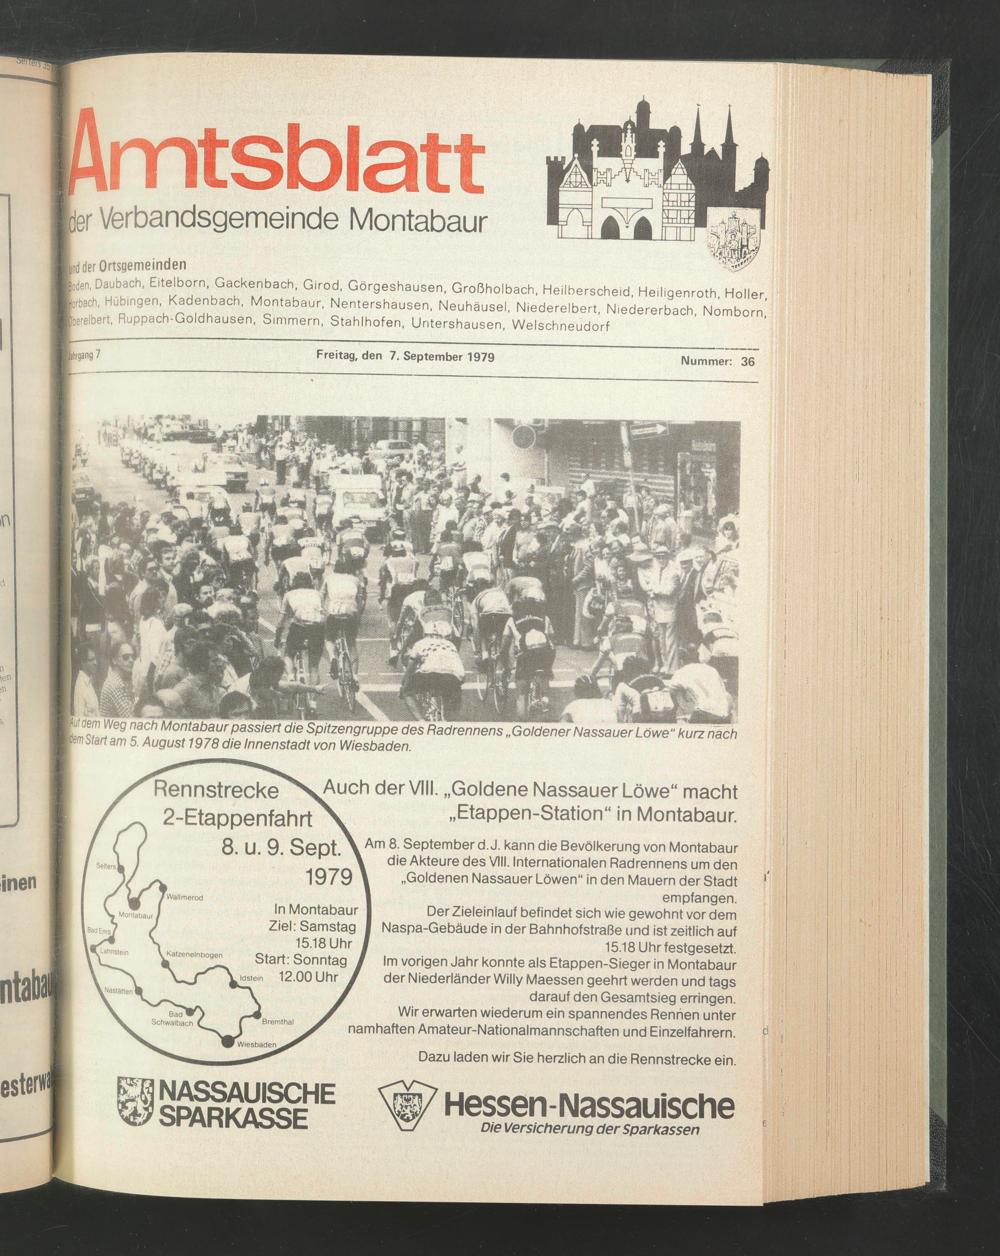 Amtsblatt
der Verbandsgemeinde Montabaur
und der Ortsgemeinden
Boden, Daubach, Eitelborn, Gackenbach, Girod, Görgeshausen, Großholbach, Heilberscheid, Heiligenroth, Holler,
Horbach, Hübingen, Kadenbach, Montabaur, Nentershausen, Neuhäusel, Niederelbert, Niedererbach, Nomborn,
Oberelbert, Ruppach-Goldhausen, Simmern, Stahlhofen, Untershausen, Welschneudorf
Jahrgang 7 Freitag, den 7. September 1979 Nummer: 36
Auf dem Weg nach Montabaur passiert die Spitzengruppe des Radrennens „Goldener Nassauer Löwe“ kurz nach
dem Start am 5. August 1978 die Innenstadt von Wiesbaden.
Rennstrecke
2-Etappenfahrt
8. u. 9. Sept.
1979
In Montabaur
Ziel: Samstag
15.18 Uhr
Start: Sonntag
12.00 Uhr
Selters
Wallmerod
Montabaur
Bad Ems
Lahnstein
Katzenelnbogen
Idstein
Nastätten
Bad
Schwalbach
Bremthal
Wiesbaden
Auch der VIII. „Goldene Nassauer Löwe“ macht
„Etappen-Station“ in Montabaur.
Am 8. September d.J. kann die Bevölkerung von Montabaur
die Akteure des VIII. Internationalen Radrennens um den
„Goldenen Nassauer Löwen“ in den Mauern der Stadt
empfangen.
Der Zieleinlauf befindet sich wie gewohnt vor dem
Naspa-Gebäude in der Bahnhofstraße und ist zeitlich auf
15.18 Uhr festgesetzt.
Im vorigen Jahr konnte als Etappen-Sieger in Montabaur
der Niederländer Willy Maessen geehrt werden und tags
darauf den Gesamtsieg erringen.
Wir erwarten wiederum ein spannendes Rennen unter
namhaften Amateur-Nationalmannschaften und Einzelfahrern.
Dazu laden wir Sie herzlich an die Rennstrecke ein.
NASSAUISCHE
SPARKASSE
Hessen-Nassauische
Die Versicherung der Sparkassen
einen
ntabau
esterwa